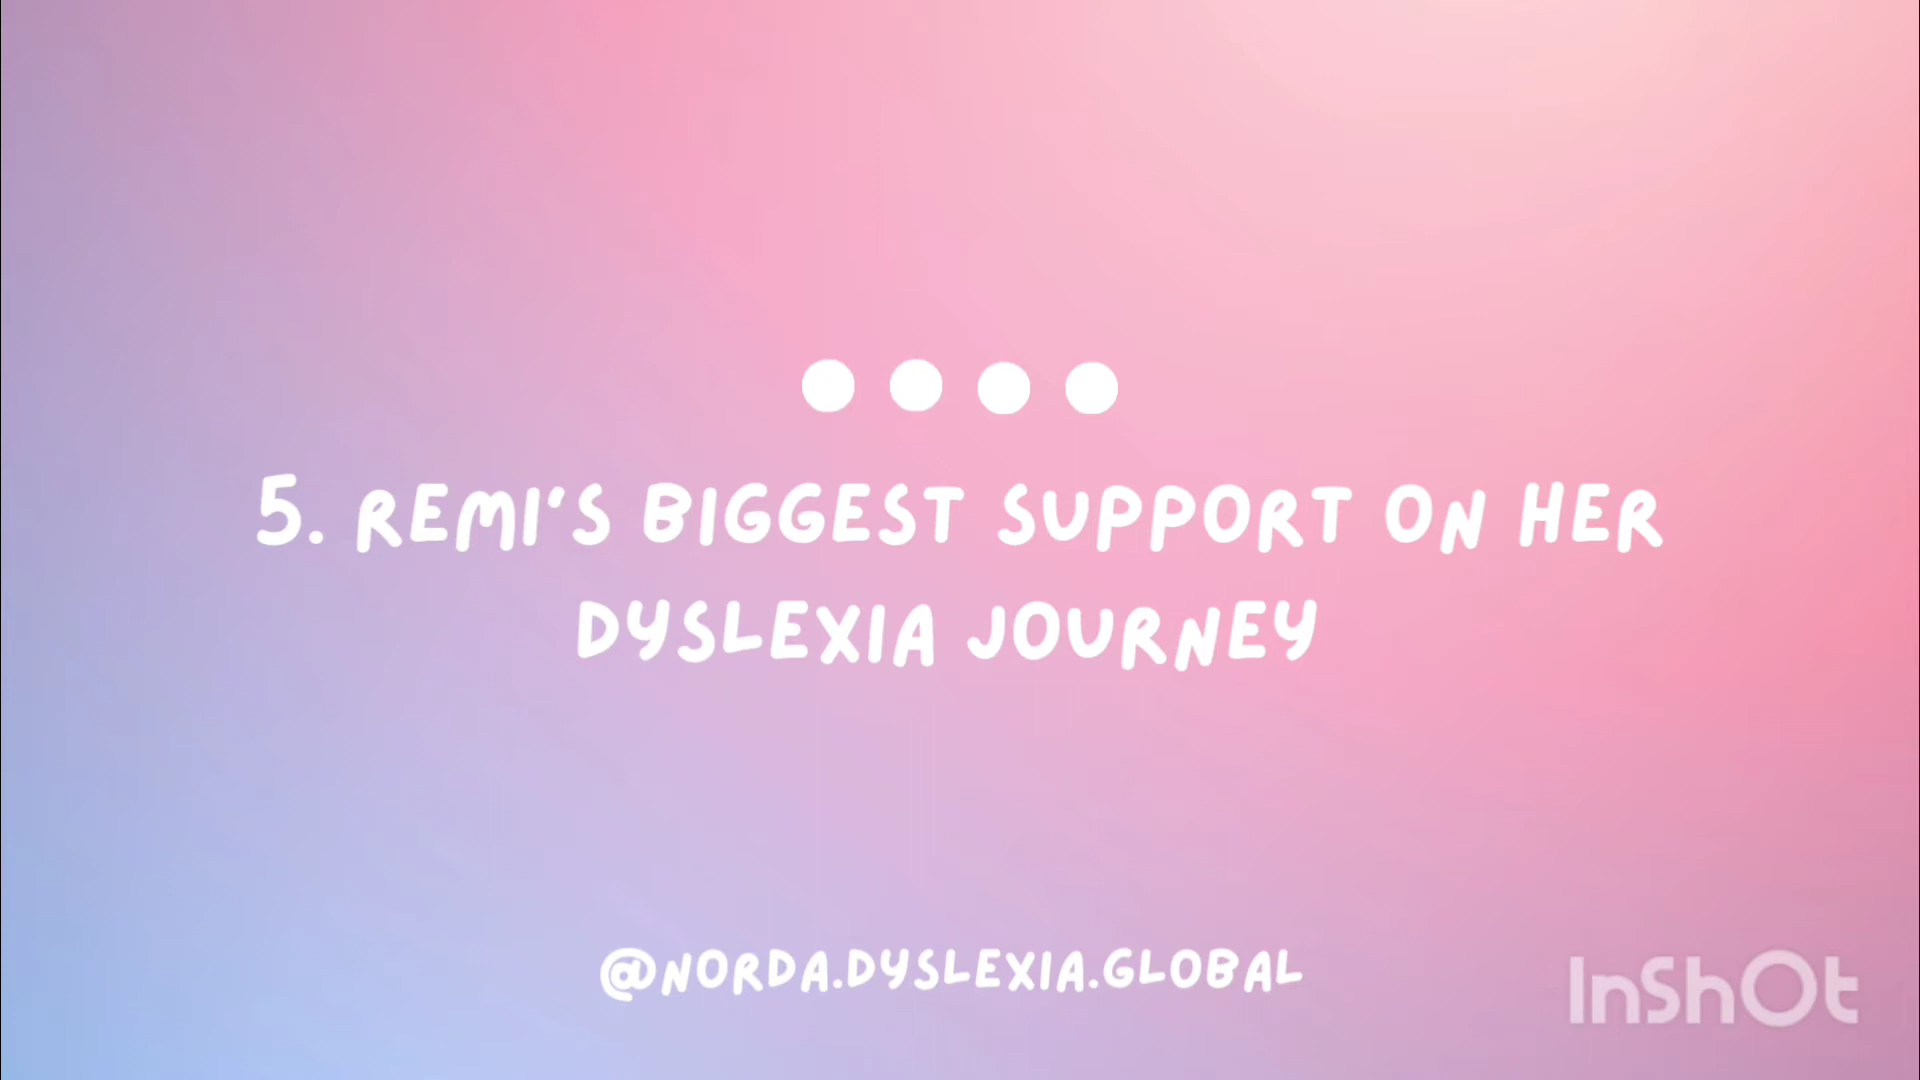 5. REMI'S BIGGEST SUPPORT ON HER
DYSLEXIA JOURNEY
@NORDA.DYSLEXIA.GLOBAL
InShOt